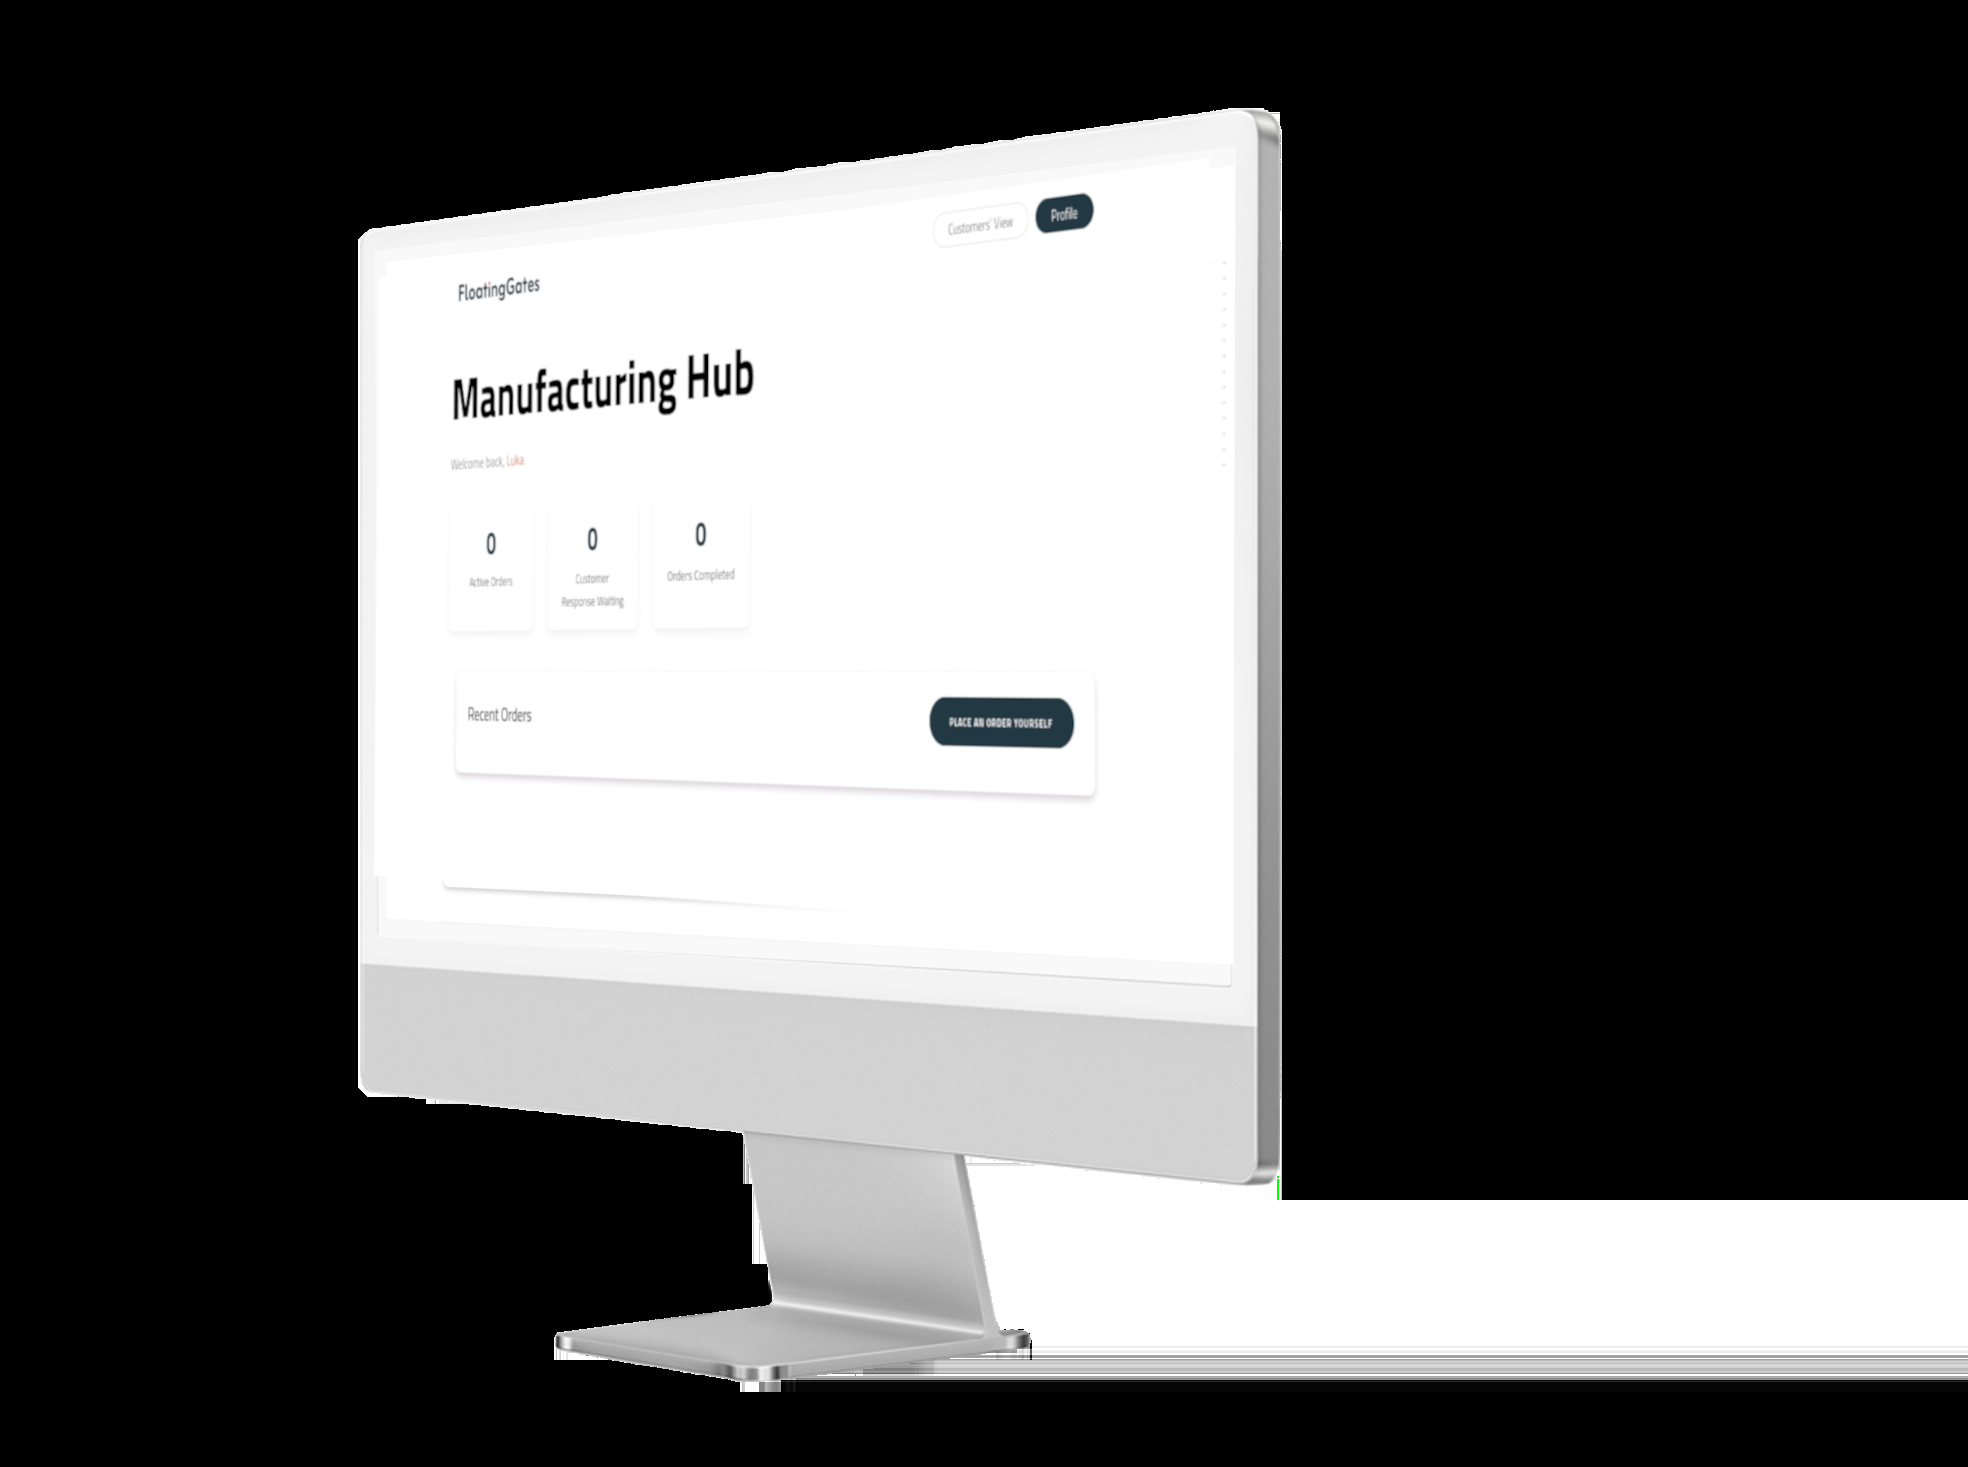 Customers' View
Profile
FloatingGates
Manufacturing Hub
Welcome back, Luka
0
Active Orders
0
Customer
Response Waiting
0
Orders Completed
Recent Orders
PLACE AN ORDER YOURSELF